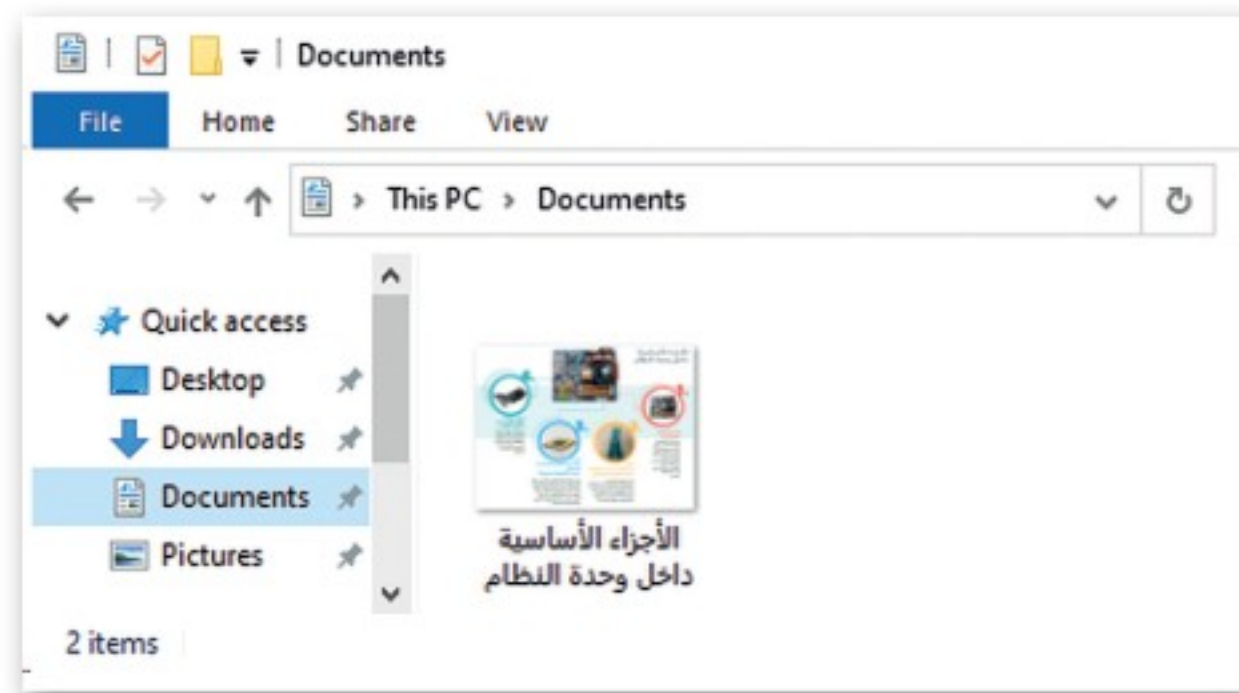 Documents
File Home Share View
This PC > Documents
Quick access
Desktop
Downloads
Documents
Pictures
الأجزاء الأساسية
داخل وحدة النظام
2 items